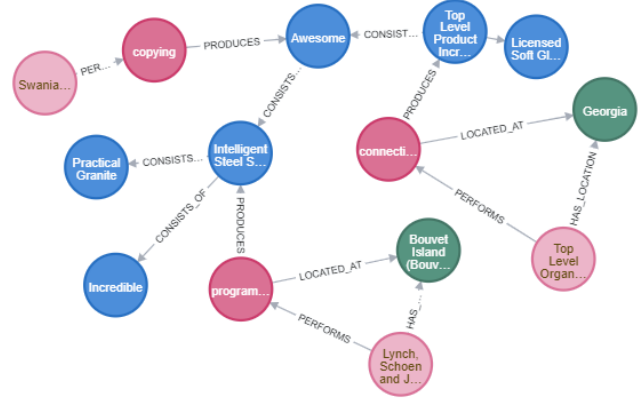 Swania…
PER…
copying
PRODUCES
Awesome
CONSIST…
Top
Level
Product
Incr…
Licensed
Soft Gl…
CONSISTS…
PRODUCES
Georgia
LOCATED_AT
connecti…
Practical
Granite
CONSISTS…
Intelligent
Steel S…
CONSISTS_OF
PRODUCES
PERFORMS
HAS_LOCATION
Incredible
program…
LOCATED_AT
Bouvet
Island
(Bouv…
Top
Level
Organ…
PERFORMS
HAS_…
Lynch,
Schoen
and J…